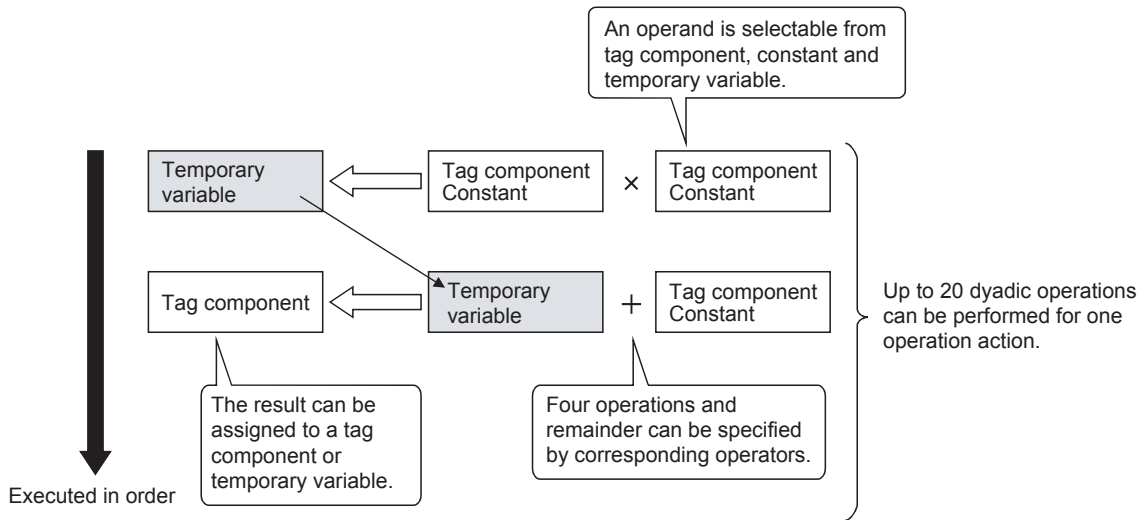 An operand is selectable from
tag component, constant and
temporary variable.
Temporary
variable
Tag component
Constant
×
Tag component
Constant
Tag component
Temporary
variable
+
Tag component
Constant
Up to 20 dyadic operations
can be performed for one
operation action.
The result can be
assigned to a tag
component or
temporary variable.
Four operations and
remainder can be specified
by corresponding operators.
Executed in order